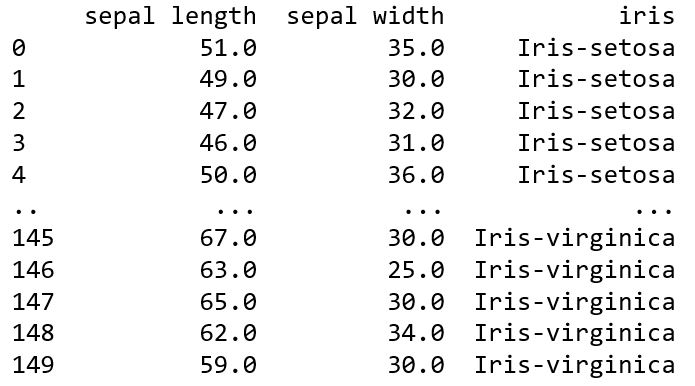 sepal length  sepal width            iris
0            51.0         35.0     Iris-setosa
1            49.0         30.0     Iris-setosa
2            47.0         32.0     Iris-setosa
3            46.0         31.0     Iris-setosa
4            50.0         36.0     Iris-setosa
..            ...          ...             ...
145          67.0         30.0  Iris-virginica
146          63.0         25.0  Iris-virginica
147          65.0         30.0  Iris-virginica
148          62.0         34.0  Iris-virginica
149          59.0         30.0  Iris-virginica